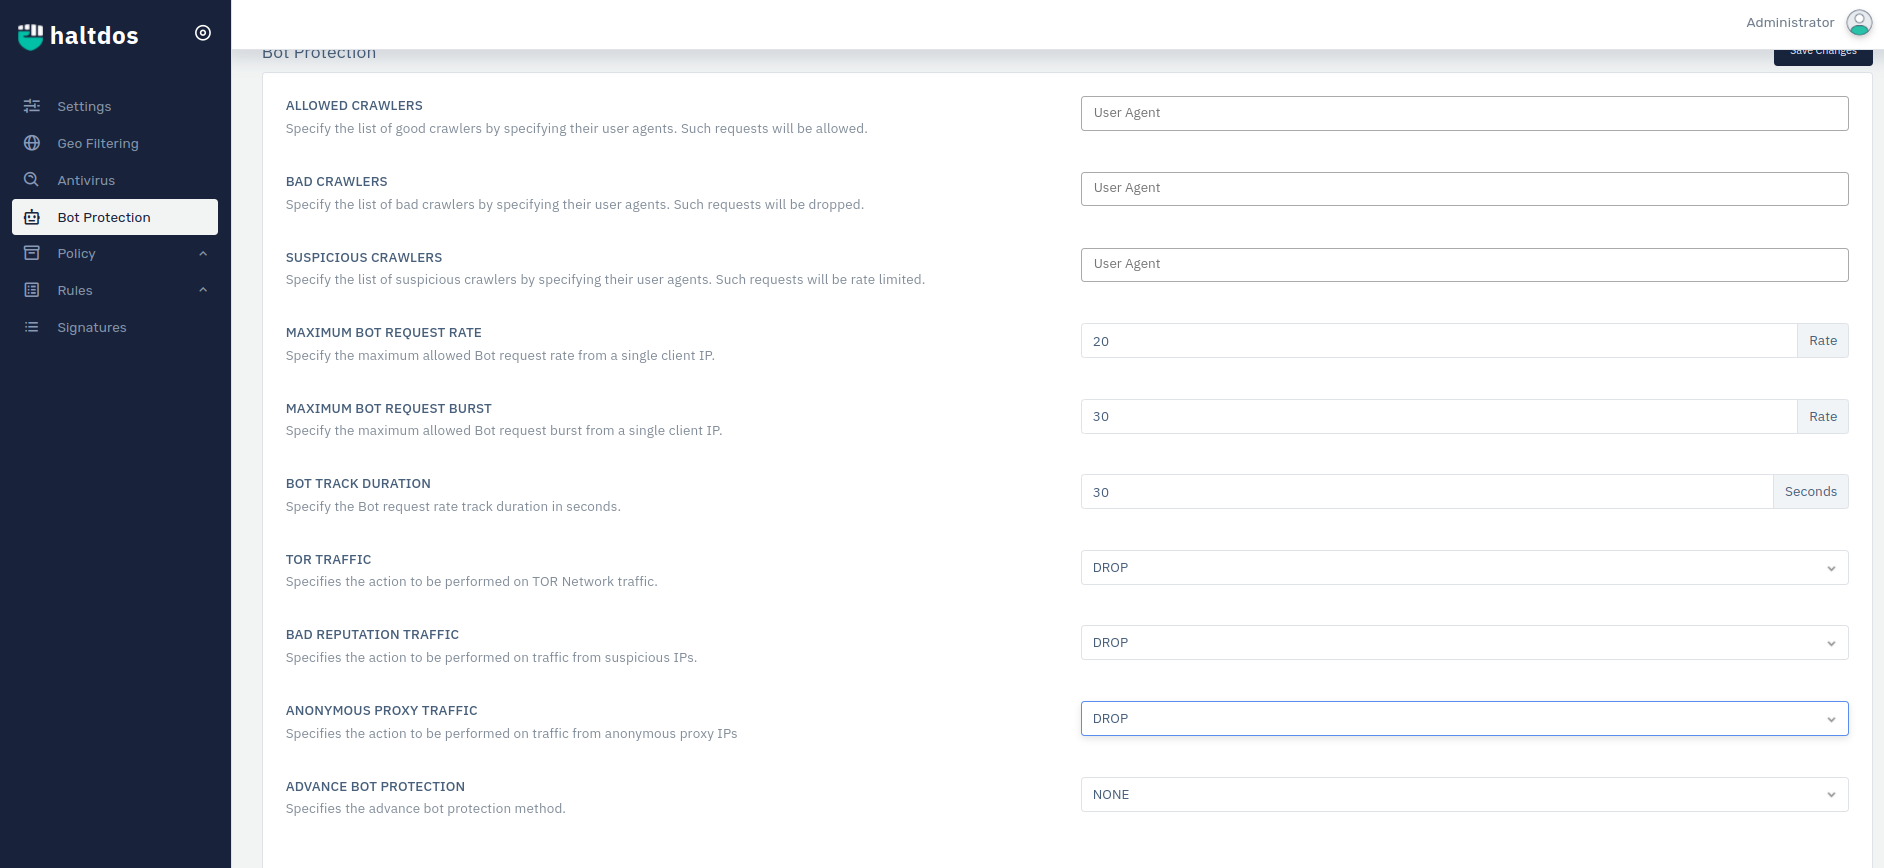 haltdos
Administrator
Bot Protection
Save Changes
Settings
Geo Filtering
Antivirus
Bot Protection
Policy
Rules
Signatures
ALLOWED CRAWLERS
Specify the list of good crawlers by specifying their user agents. Such requests will be allowed.
User Agent
BAD CRAWLERS
Specify the list of bad crawlers by specifying their user agents. Such requests will be dropped.
User Agent
SUSPICIOUS CRAWLERS
Specify the list of suspicious crawlers by specifying their user agents. Such requests will be rate limited.
User Agent
MAXIMUM BOT REQUEST RATE
Specify the maximum allowed Bot request rate from a single client IP.
20 Rate
MAXIMUM BOT REQUEST BURST
Specify the maximum allowed Bot request burst from a single client IP.
30 Rate
BOT TRACK DURATION
Specify the Bot request rate track duration in seconds.
30 Seconds
TOR TRAFFIC
Specifies the action to be performed on TOR Network traffic.
DROP
BAD REPUTATION TRAFFIC
Specifies the action to be performed on traffic from suspicious IPs.
DROP
ANONYMOUS PROXY TRAFFIC
Specifies the action to be performed on traffic from anonymous proxy IPs
DROP
ADVANCE BOT PROTECTION
Specifies the advance bot protection method.
NONE